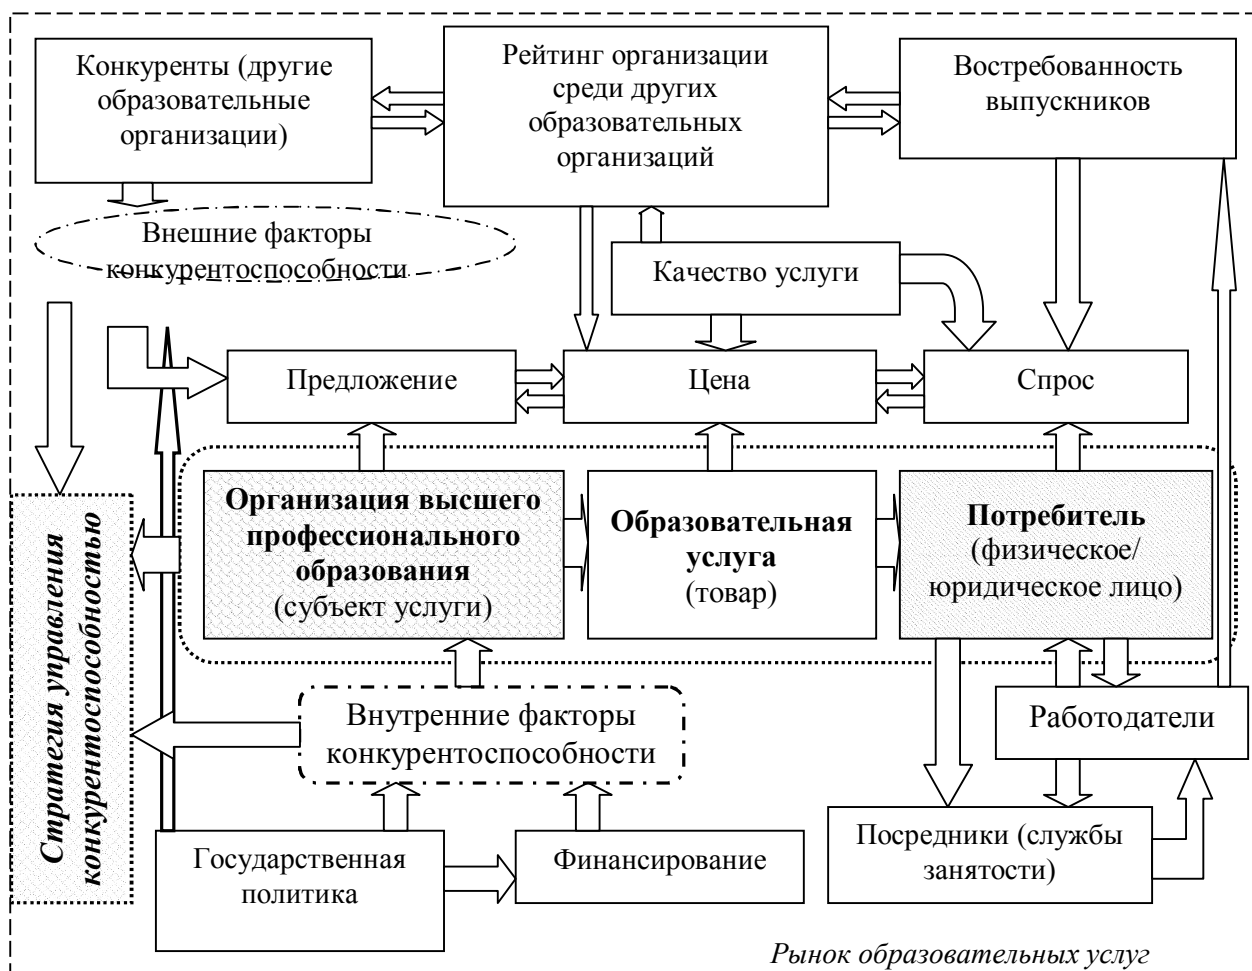 Конкуренты (другие
образовательные
организации)
Рейтинг организации
среди других
образовательных
организаций
Востребованность
выпускников
Внешние факторы
конкурентоспособности
Качество услуги
Предложение
Цена
Спрос
Организация высшего
профессионального
образования
(субъект услуги)
Образовательная
услуга
(товар)
Потребитель
(физическое/
юридическое лицо)
Стратегия управления
конкурентоспособностью
Внутренние факторы
конкурентоспособности
Работодатели
Государственная
политика
Финансирование
Посредники (службы
занятости)
Рынок образовательных услуг